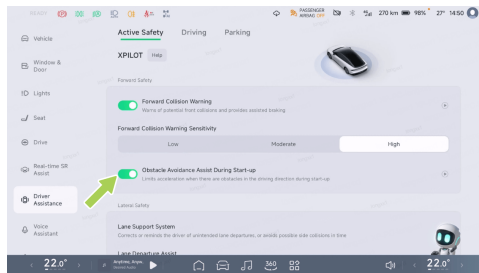 READY
PASSENGER
AIRBAG OFF
270 km
98%
27°
14:50
Active Safety
Driving
Parking
Vehicle
XPILOT
Help
Window &
Door
Forward Safety
Lights
Forward Collision Warning
Warns of potential front collisions and provides assisted braking
Seat
Forward Collision Warning Sensitivity
Drive
Low
Moderate
High
Real-time SR
Assist
Obstacle Avoidance Assist During Start-up
Limits acceleration when there are obstacles in the driving direction during start-up
Driver
Assistance
Lateral Safety
Lane Support System
Corrects or reminds the driver of unintended lane departures, or avoids possible side collisions in time
Voice
Assistant
Lane Departure Assist
22.0°
360
22.0°